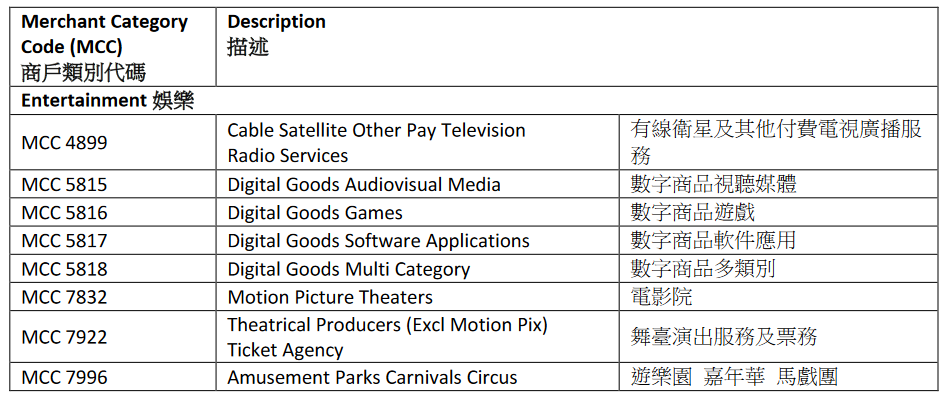 Merchant Category
Code (MCC)
商戶類別代碼
Description
描述
Entertainment 娛樂
MCC 4899
Cable Satellite Other Pay Television
Radio Services
有線衛星及其他付費電視廣播服
務
MCC 5815
Digital Goods Audiovisual Media
數字商品視聽媒體
MCC 5816
Digital Goods Games
數字商品遊戲
MCC 5817
Digital Goods Software Applications
數字商品軟件應用
MCC 5818
Digital Goods Multi Category
數字商品多類別
MCC 7832
Motion Picture Theaters
電影院
MCC 7922
Theatrical Producers (Excl Motion Pix)
Ticket Agency
舞臺演出服務及票務
MCC 7996
Amusement Parks Carnivals Circus
遊樂園 嘉年華 馬戲團